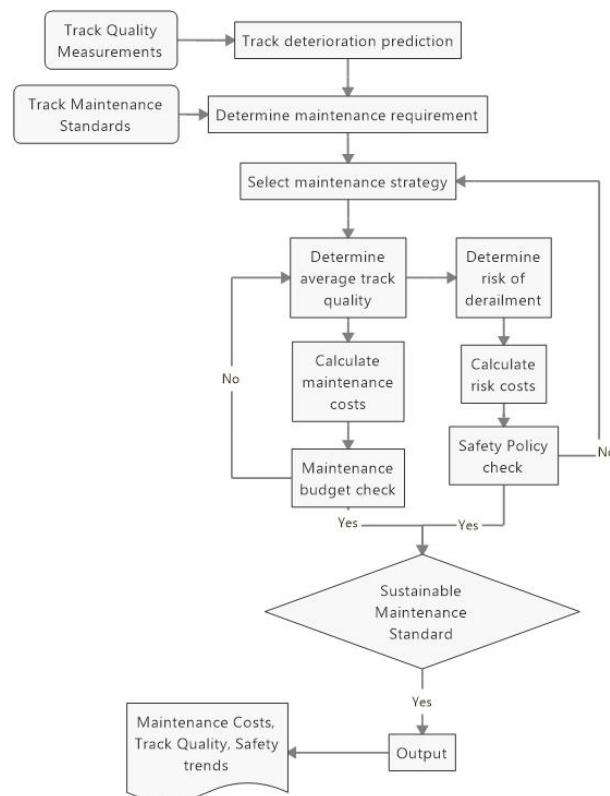 Track Quality
Measurements
Track deterioration prediction
Track Maintenance
Standards
Determine maintenance requirement
Select maintenance strategy
Determine
average track
quality
Determine
risk of
derailment
Calculate
maintenance
costs
Calculate
risk costs
No
Maintenance
budget check
Safety Policy
check
No
Yes
Yes
Sustainable
Maintenance
Standard
Yes
Maintenance Costs,
Track Quality, Safety
trends
Output